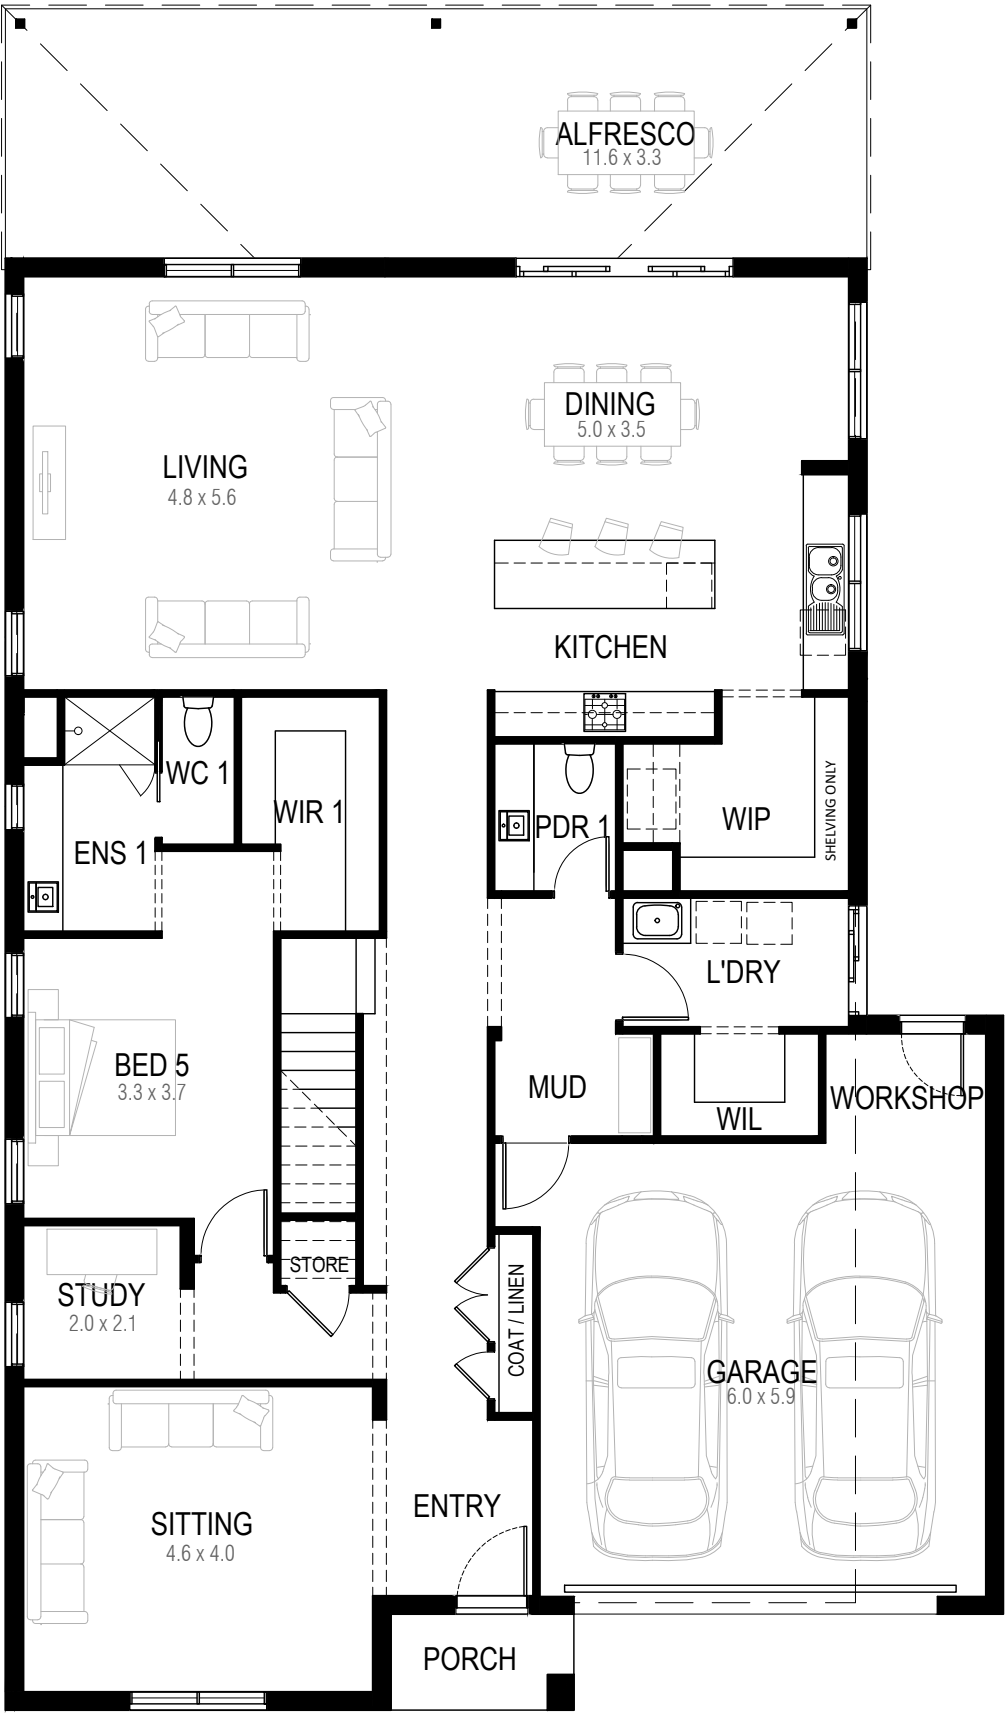 ALFRESCO
11.6 x 3.3
DINING
5.0 x 3.5
LIVING
4.8 x 5.6
KITCHEN
WC 1
WIR 1
ENS 1
PDR 1
WIP
SHELVING ONLY
L'DRY
BED 5
3.3 x 3.7
MUD
WIL
WORKSHOP
STORE
STUDY
2.0 x 2.1
COAT / LINEN
GARAGE
6.0 x 5.9
ENTRY
SITTING
4.6 x 4.0
PORCH